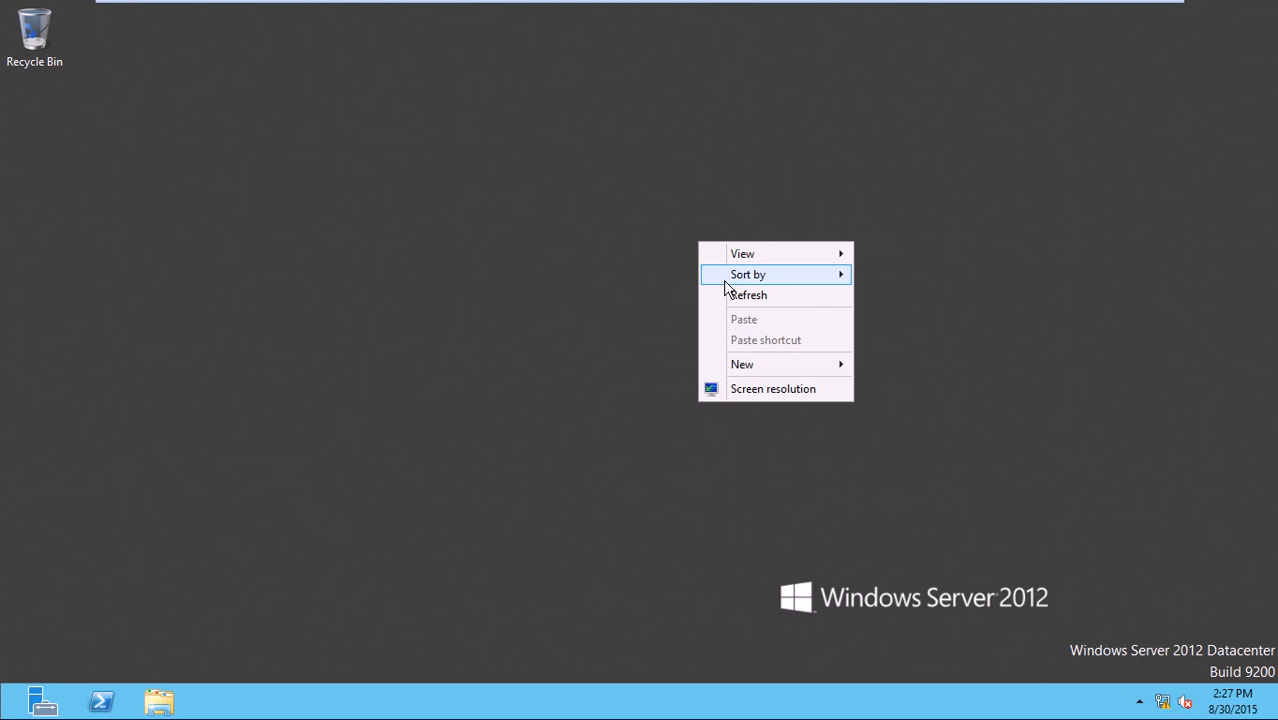 Recycle Bin
View
Sort by
Refresh
Paste
Paste shortcut
New
Screen resolution
Windows Server 2012
Windows Server 2012 Datacenter
Build 9200
2:27 PM
8/30/2015